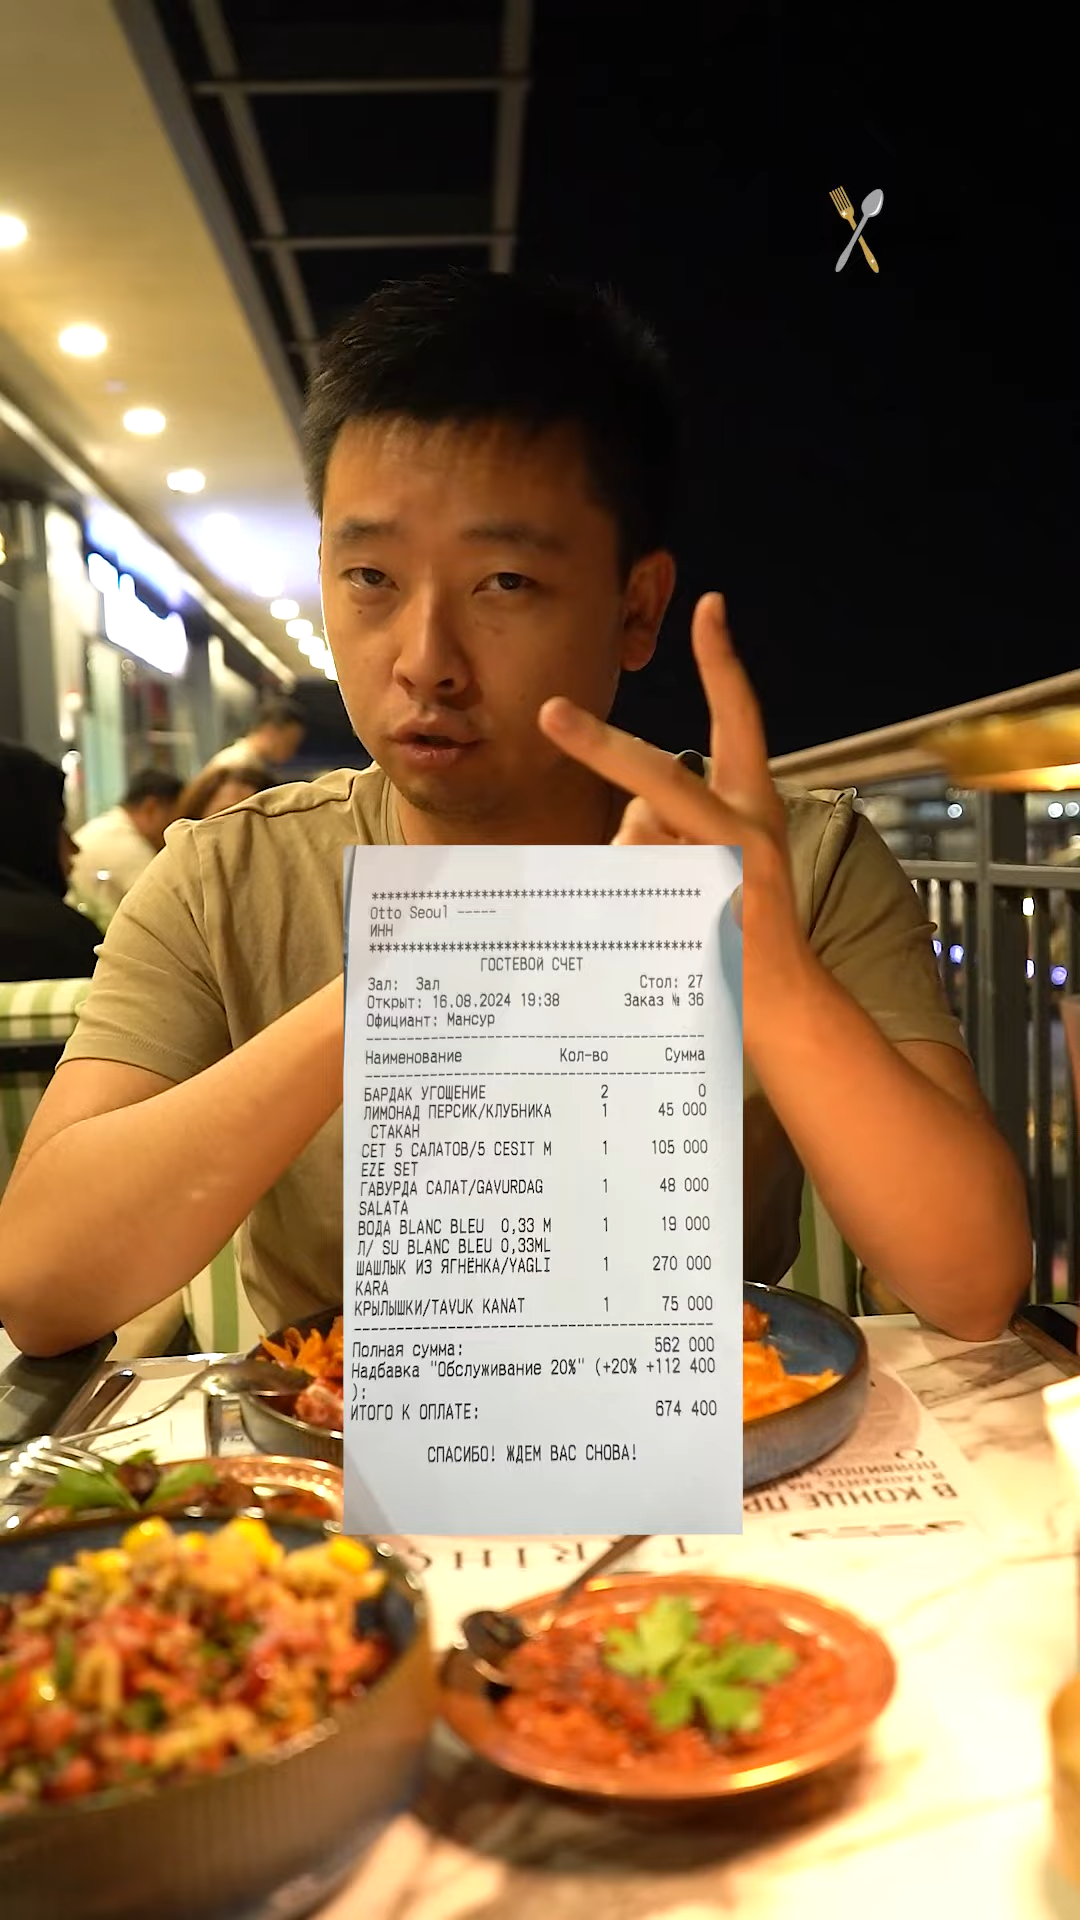 ****************************************
Otto Seoul -----
ИНН
****************************************
ГОСТЕВОЙ СЧЕТ
Зал: Зал Стол: 27
Открыт: 16.08.2024 19:38 Заказ № 36
Официант: Мансур
Наименование Кол-во Сумма
БАРДАК УГОЩЕНИЕ 2 0
ЛИМОНАД ПЕРСИК/КЛУБНИКА 1 45 000
СТАКАН
СЕТ 5 САЛАТОВ/5 CESIT M 1 105 000
EZE SET
ГАВУРДА САЛАТ/GAVURDAG 1 48 000
SALATA
ВОДА BLANC BLEU 0,33 М 1 19 000
Л/ SU BLANC BLEU 0,33ML
ШАШЛЫК ИЗ ЯГНЁНКА/YAGLI 1 270 000
KARA
КРЫЛЫШКИ/TAVUK KANAT 1 75 000
Полная сумма: 562 000
Надбавка "Обслуживание 20%" (+20% +112 400
):
ИТОГО К ОПЛАТЕ: 674 400
СПАСИБО! ЖДЕМ ВАС СНОВА!
В КОНЦЕ ПР